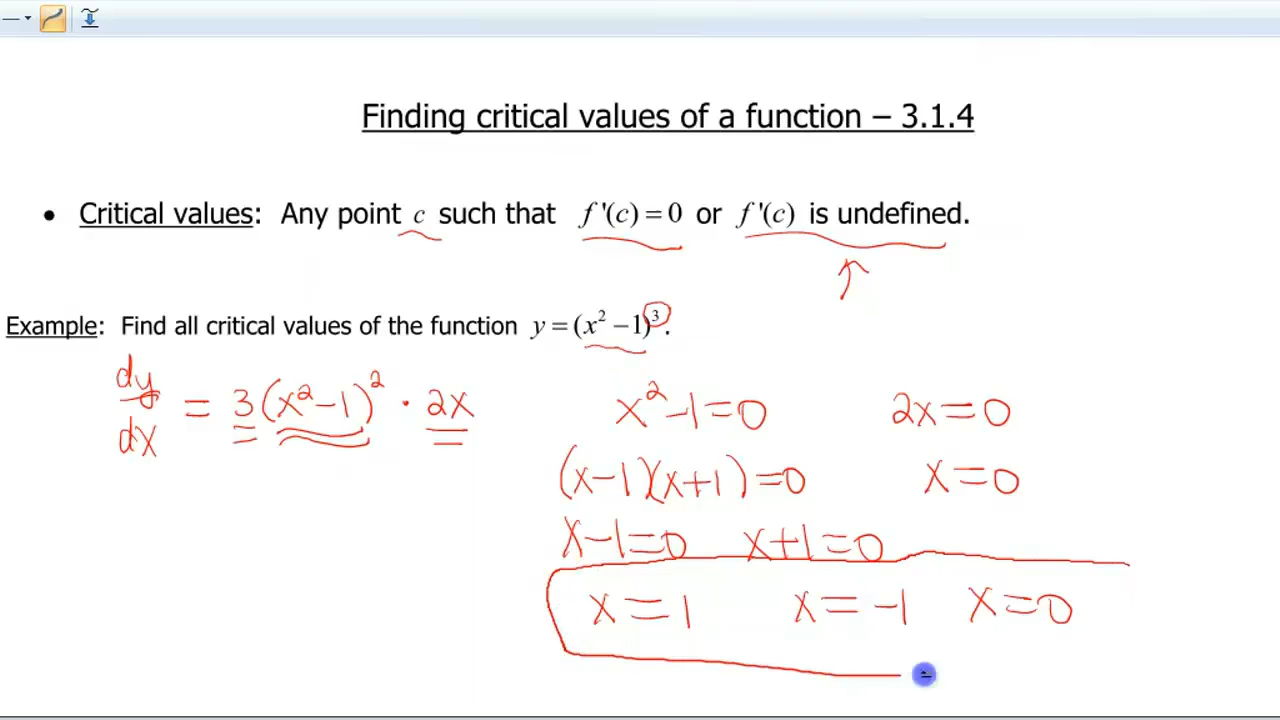 Finding critical values of a function – 3.1.4
• Critical values: Any point c such that f'(c) = 0 or f'(c) is undefined.
Example: Find all critical values of the function y = (x² − 1)³.
dy/dx = 3(x² − 1)² · 2x
x² − 1 = 0 2x = 0
(x − 1)(x + 1) = 0 x = 0
x − 1 = 0 x + 1 = 0
x = 1 x = −1 x = 0